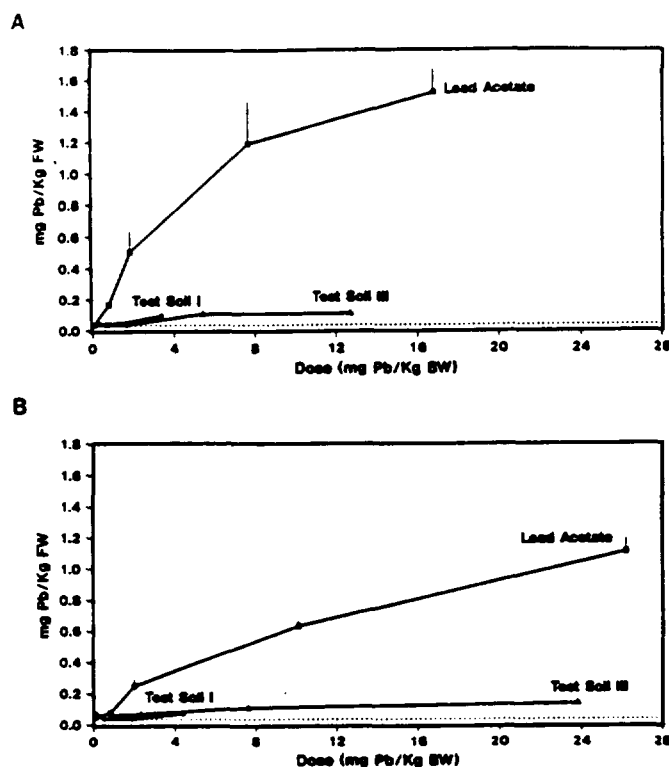 A
1.8
1.6
1.4
1.2
1.0
0.8
0.6
0.4
0.2
0.0
mg Pb/Kg FW
Lead Acetate
Test Soil I
Test Soil III
0 4 8 12 16 20 24 28
Dose (mg Pb/Kg BW)
B
1.8
1.6
1.4
1.2
1.0
0.8
0.6
0.4
0.2
0.0
mg Pb/Kg FW
Lead Acetate
Test Soil I
Test Soil III
0 4 8 12 16 20 24 28
Dose (mg Pb/Kg BW)